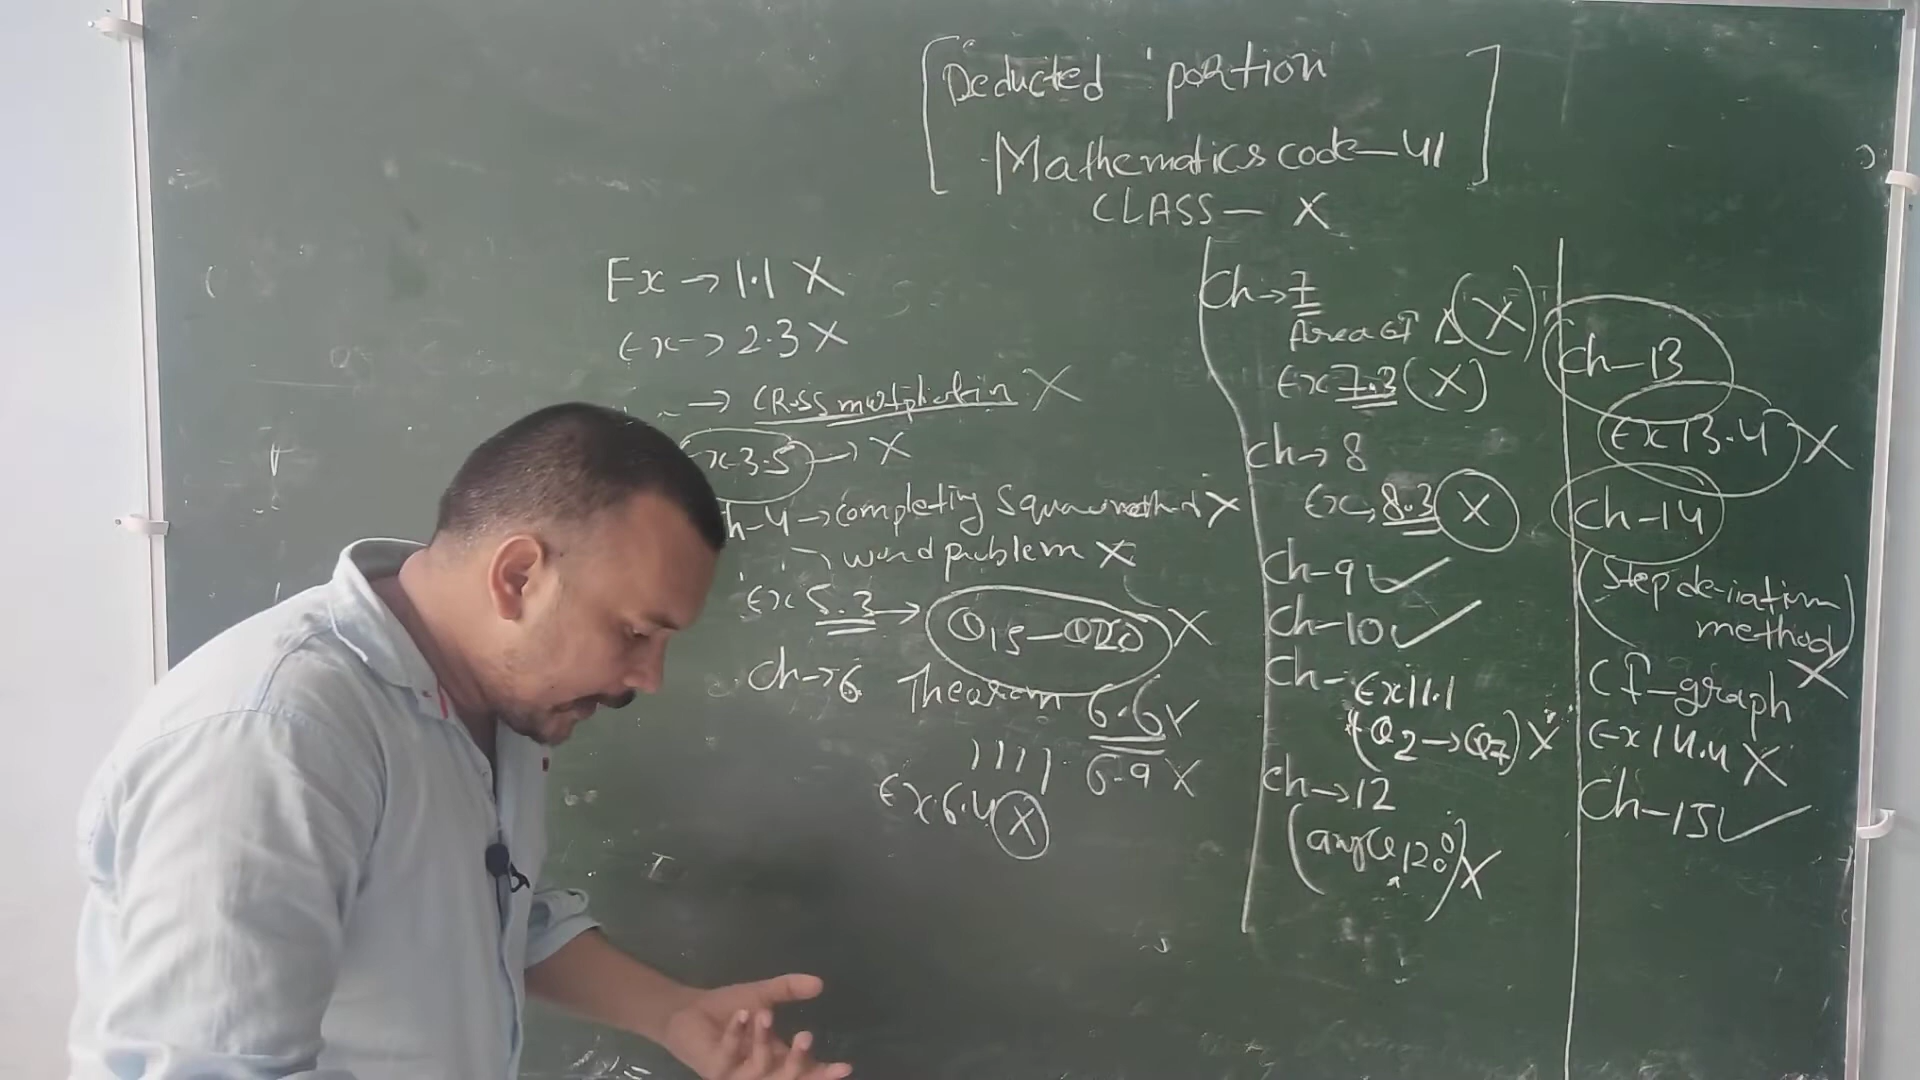 [Deducted portion
Mathematics code-41]
CLASS - X
Ex → 1.1 X
Ex → 2.3 X
→ CROSS multiplication X
Ex 3.5 → X
Ch-4 → completing square method X
word problem X
Ex 5.3 → Q15-Q20 X
Ch → 6 Theorem 6.6 X
)))) 6.9 X
Ex 6.4 X
Ch → 7
Area of Δ (X)
Ex 7.3 (X)
Ch → 8
Ex, 8.3 X
Ch-9 ✓
Ch-10 ✓
Ch- Ex 11.1
(Q2 → Q7) X
Ch → 12
(angle 120°) X
Ch-13
Ex 13.4 X
Ch-14
(Step deviation
method) X
CF-graph
Ex 14.4 X
Ch-15 ✓